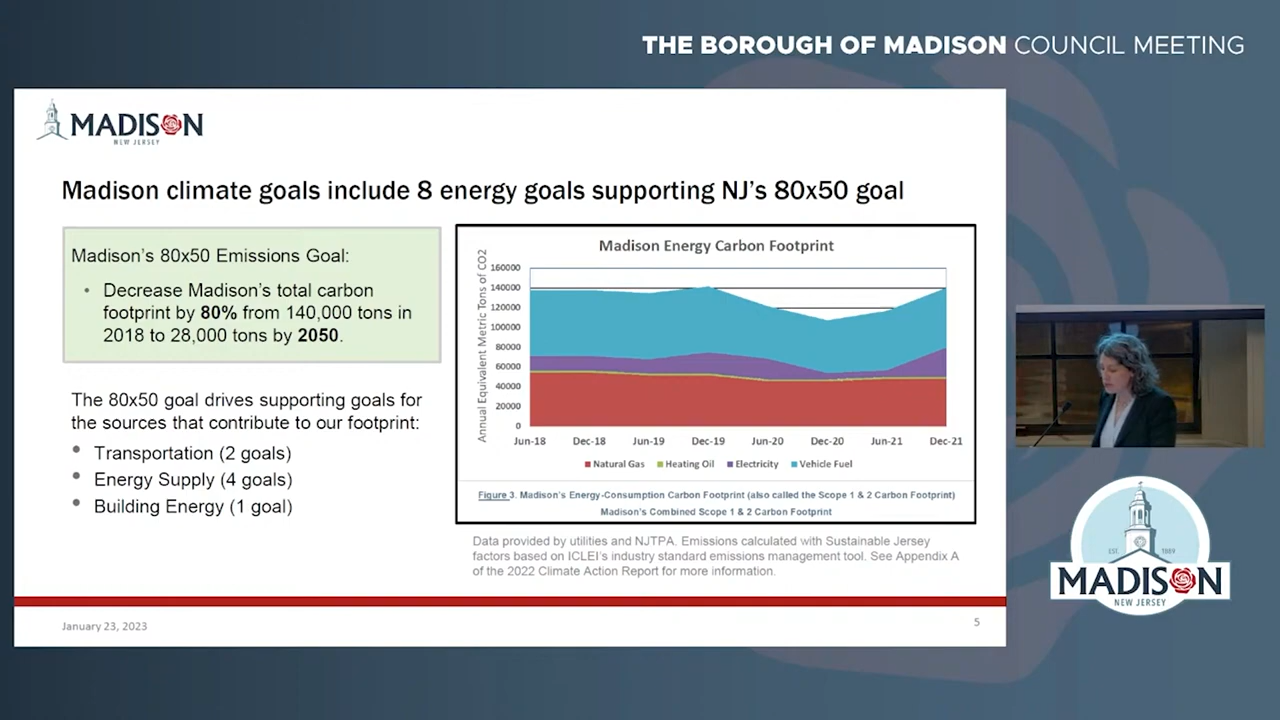 THE BOROUGH OF MADISON COUNCIL MEETING
MADISON
NEW JERSEY
Madison climate goals include 8 energy goals supporting NJ's 80x50 goal
Madison's 80x50 Emissions Goal:
• Decrease Madison's total carbon
footprint by 80% from 140,000 tons in
2018 to 28,000 tons by 2050.
The 80x50 goal drives supporting goals for
the sources that contribute to our footprint:
• Transportation (2 goals)
• Energy Supply (4 goals)
• Building Energy (1 goal)
Madison Energy Carbon Footprint
Annual Equivalent Metric Tons of CO2
160000
140000
120000
100000
80000
60000
40000
20000
0
Jun-18 Dec-18 Jun-19 Dec-19 Jun-20 Dec-20 Jun-21 Dec-21
Natural Gas Heating Oil Electricity Vehicle Fuel
Figure 3. Madison's Energy-Consumption Carbon Footprint (also called the Scope 1 & 2 Carbon Footprint)
Madison's Combined Scope 1 & 2 Carbon Footprint
Data provided by utilities and NJTPA. Emissions calculated with Sustainable Jersey
factors based on ICLEI's industry standard emissions management tool. See Appendix A
of the 2022 Climate Action Report for more information.
January 23, 2023
5
EST. 1889
MADISON
NEW JERSEY